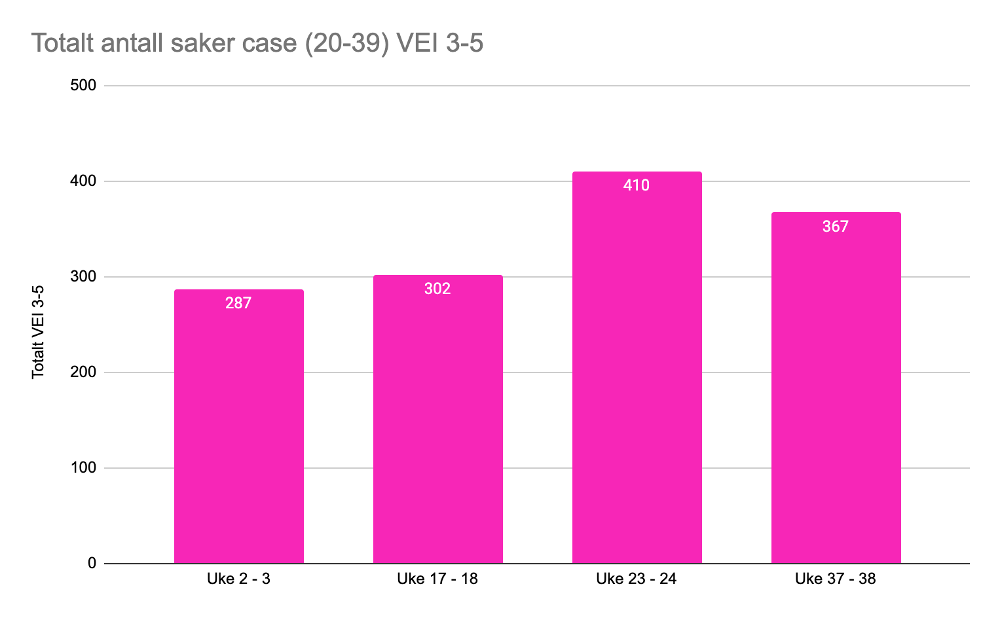 Totalt antall saker case (20-39) VEI 3-5
Totalt VEI 3-5
500
400
300
200
100
0
287
302
410
367
Uke 2 - 3
Uke 17 - 18
Uke 23 - 24
Uke 37 - 38